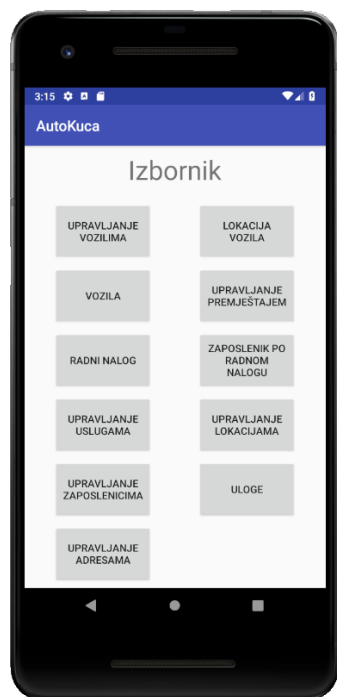 3:15
AutoKuca
Izbornik
UPRAVLJANJE
VOZILIMA
LOKACIJA
VOZILA
VOZILA
UPRAVLJANJE
PREMJEŠTAJEM
RADNI NALOG
ZAPOSLENIK PO
RADNOM
NALOGU
UPRAVLJANJE
USLUGAMA
UPRAVLJANJE
LOKACIJAMA
UPRAVLJANJE
ZAPOSLENICIMA
ULOGE
UPRAVLJANJE
ADRESAMA